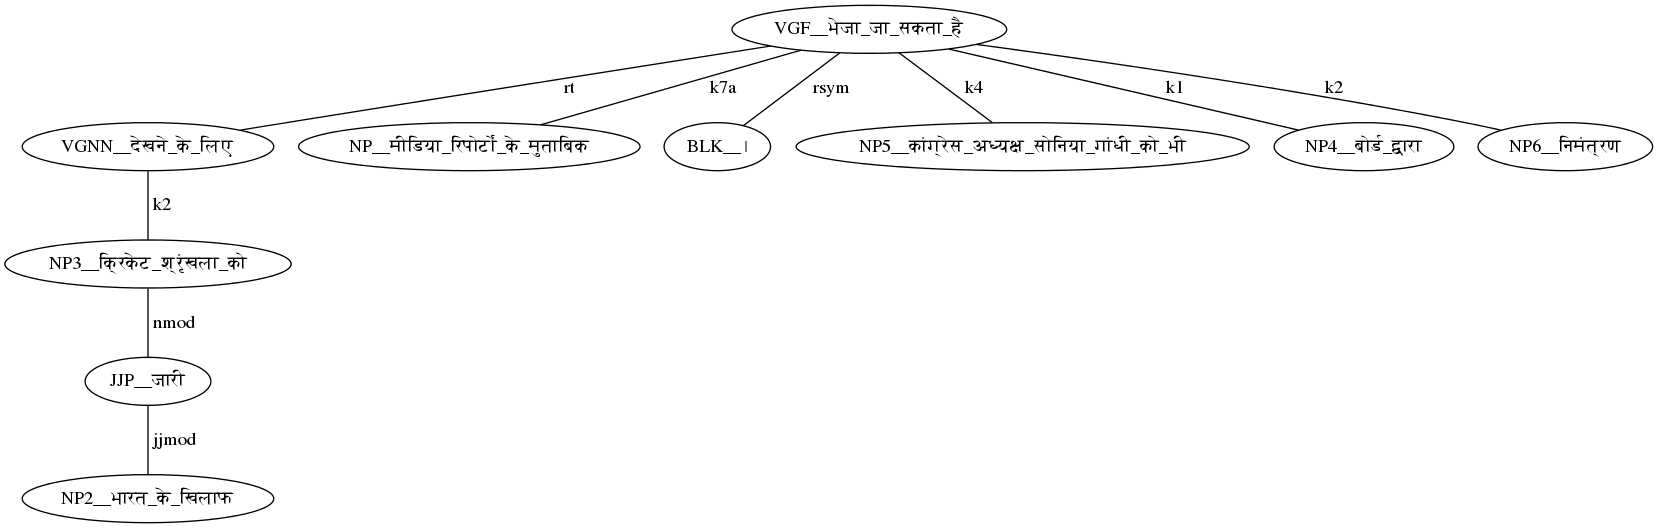 VGF__भेजा_जा_सकता_है
rt
k7a
rsym
k4
k1
k2
VGNN__देखने_के_लिए
NP__मीडिया_रिपोर्टों_के_मुताबिक
BLK__।
NP5__कांग्रेस_अध्यक्ष_सोनिया_गांधी_को_भी
NP4__बोर्ड_द्वारा
NP6__निमंत्रण
k2
NP3__क्रिकेट_श्रृंखला_को
nmod
JJP__जारी
jjmod
NP2__भारत_के_खिलाफ